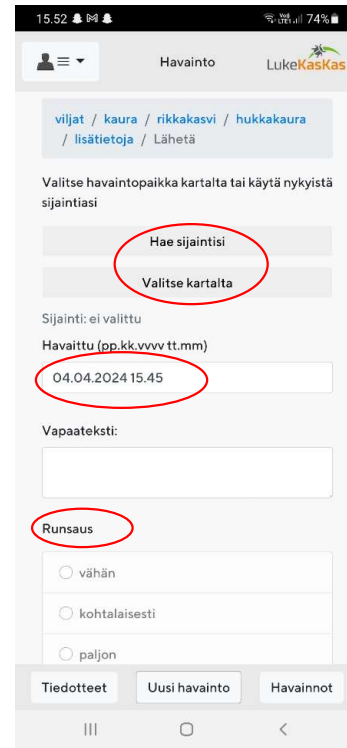 15.52 74%
Havainto
LukeKasKas
viljat / kaura / rikkakasvi / hukkakaura
/ lisätietoja / Lähetä
Valitse havaintopaikka kartalta tai käytä nykyistä
sijaintiasi
Hae sijaintisi
Valitse kartalta
Sijainti: ei valittu
Havaittu (pp.kk.vvvv tt.mm)
04.04.2024 15.45
Vapaateksti:
Runsaus
vähän
kohtalaisesti
paljon
Tiedotteet Uusi havainto Havainnot